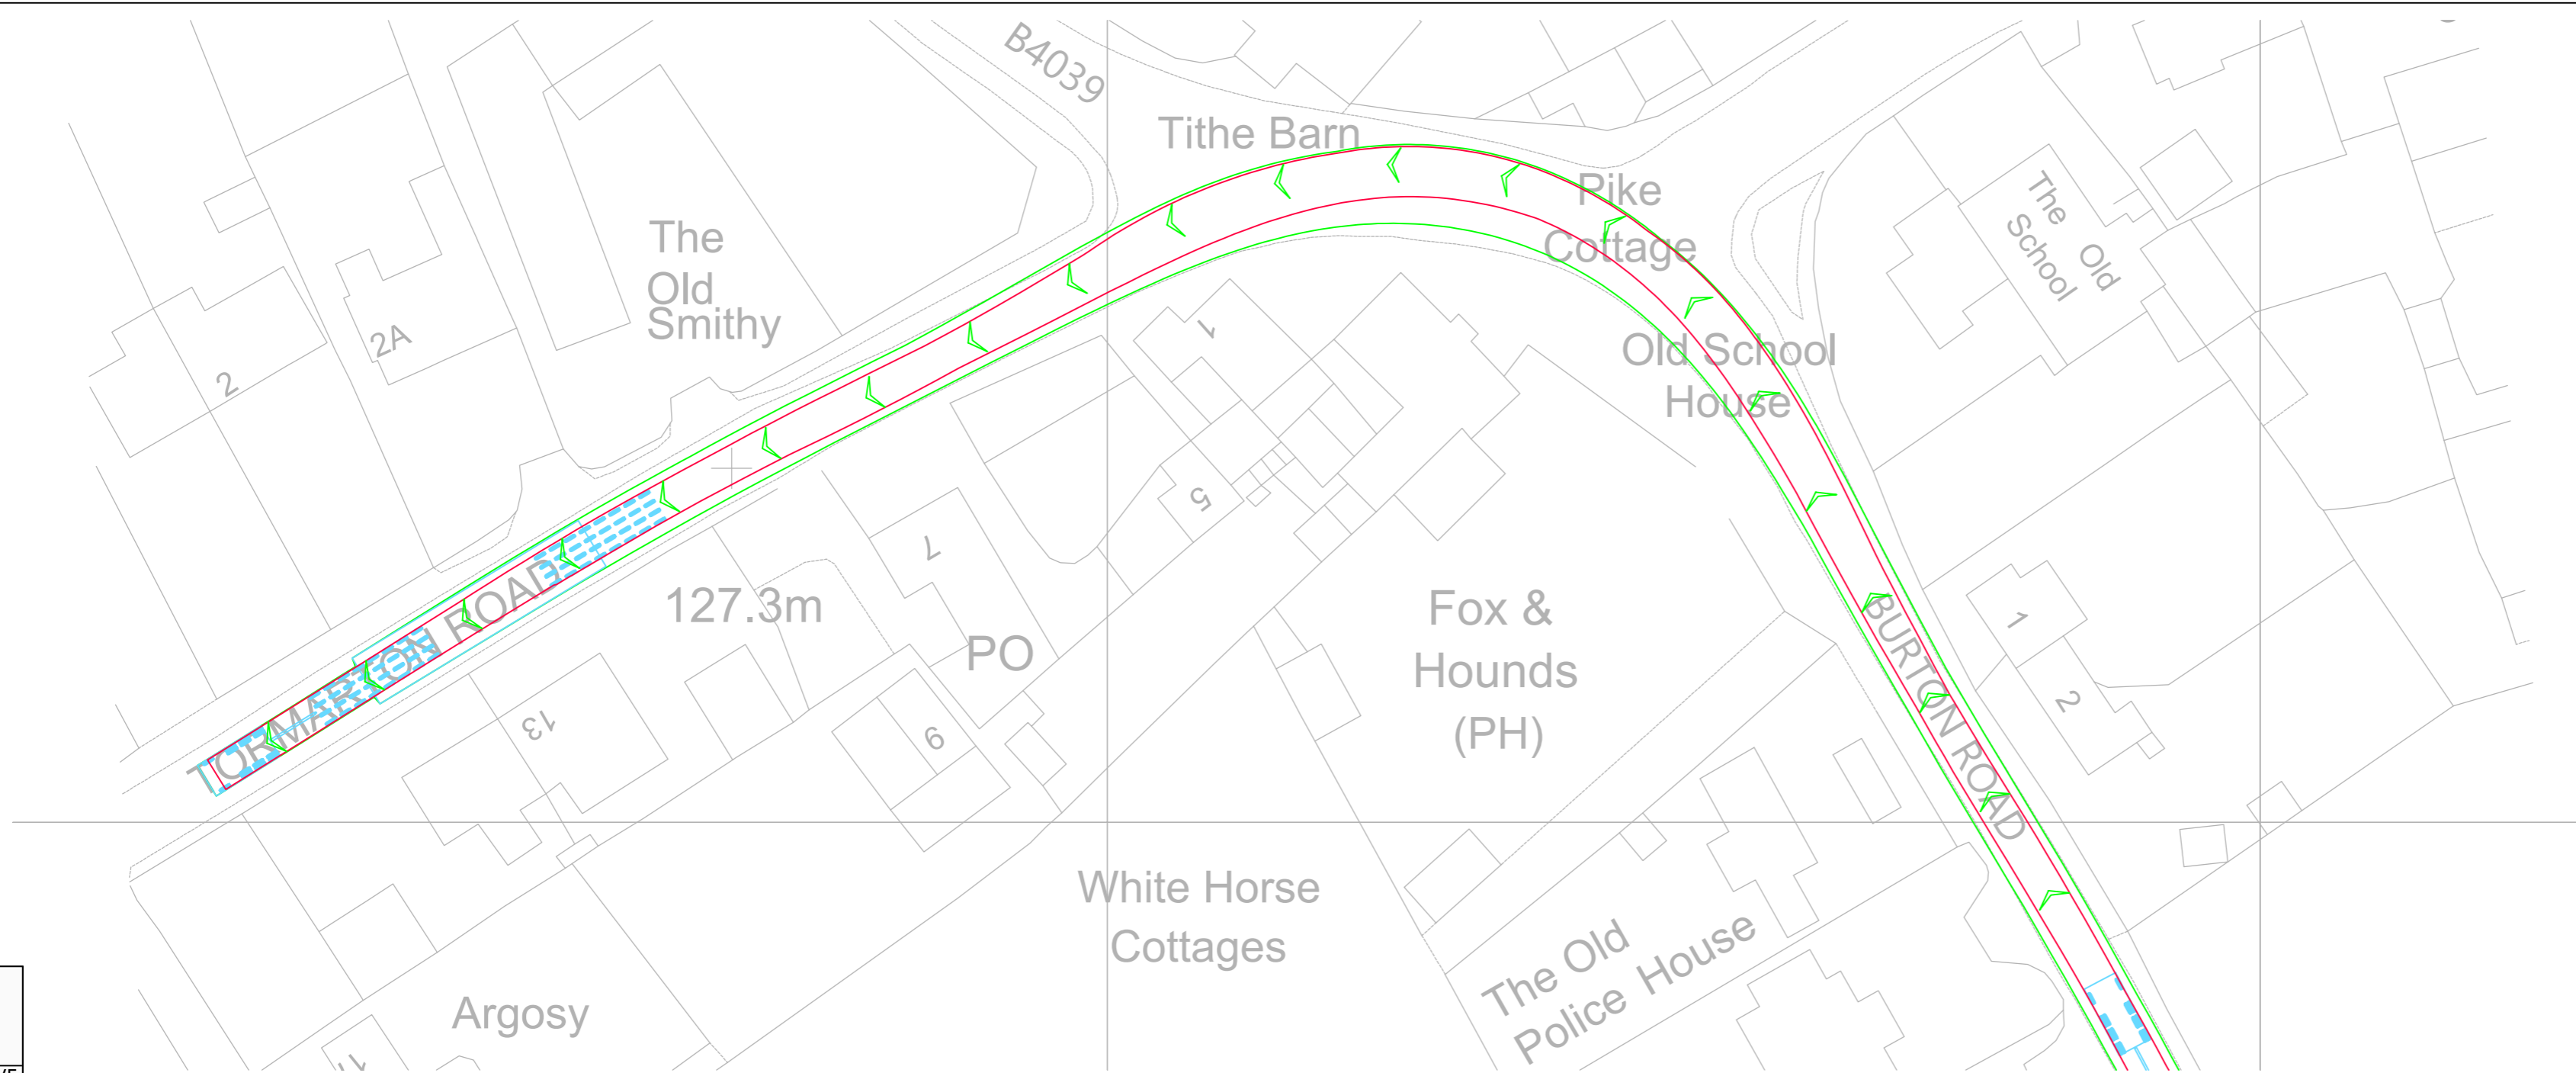 B4039
Tithe Barn
Pike
Cottage
The
Old
Smithy
The Old
School
2A
2
1
Old School
House
5
7
127.3m
PO
Fox &
Hounds
(PH)
TORMARTON ROAD
BURTON ROAD
1
2
13
9
White Horse
Cottages
The Old
Police House
Argosy